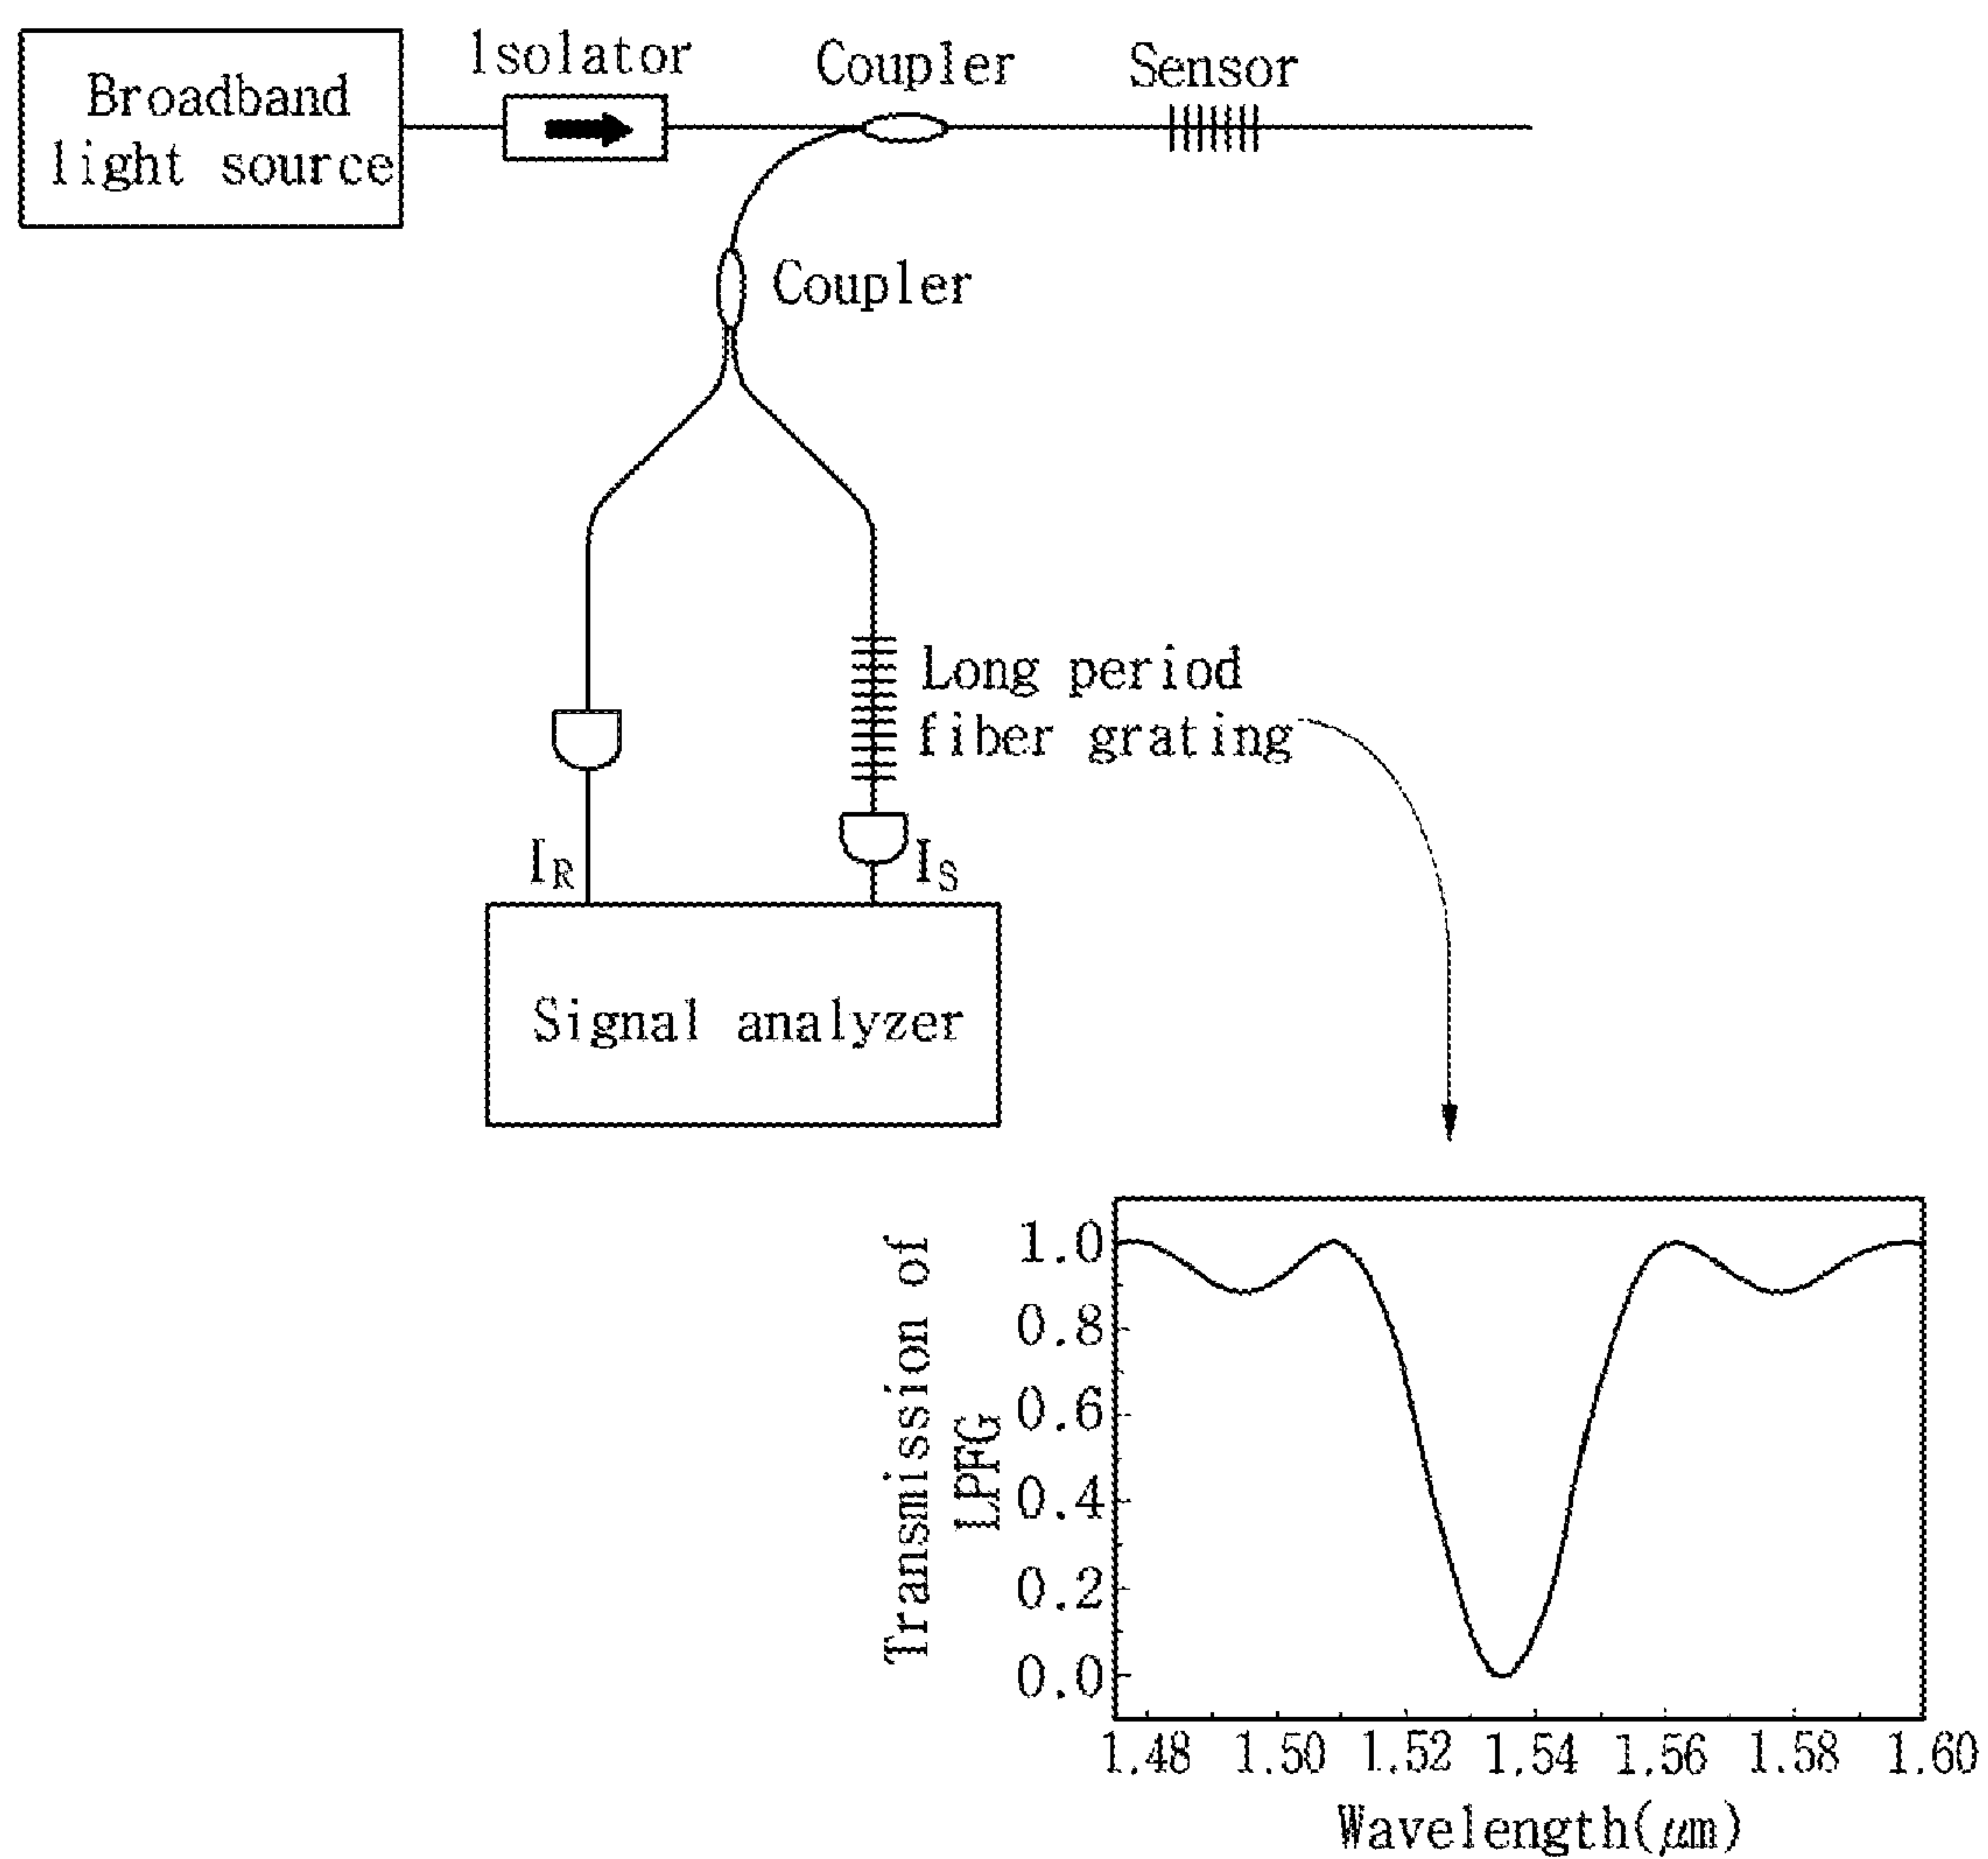 Broadband
light source
Isolator
Coupler
Sensor
Coupler
Long period
fiber grating
I_R
I_S
Signal analyzer
Transmission of
LPFG
1.0
0.8
0.6
0.4
0.2
0.0
1.48 1.50 1.52 1.54 1.56 1.58 1.60
Wavelength(μm)